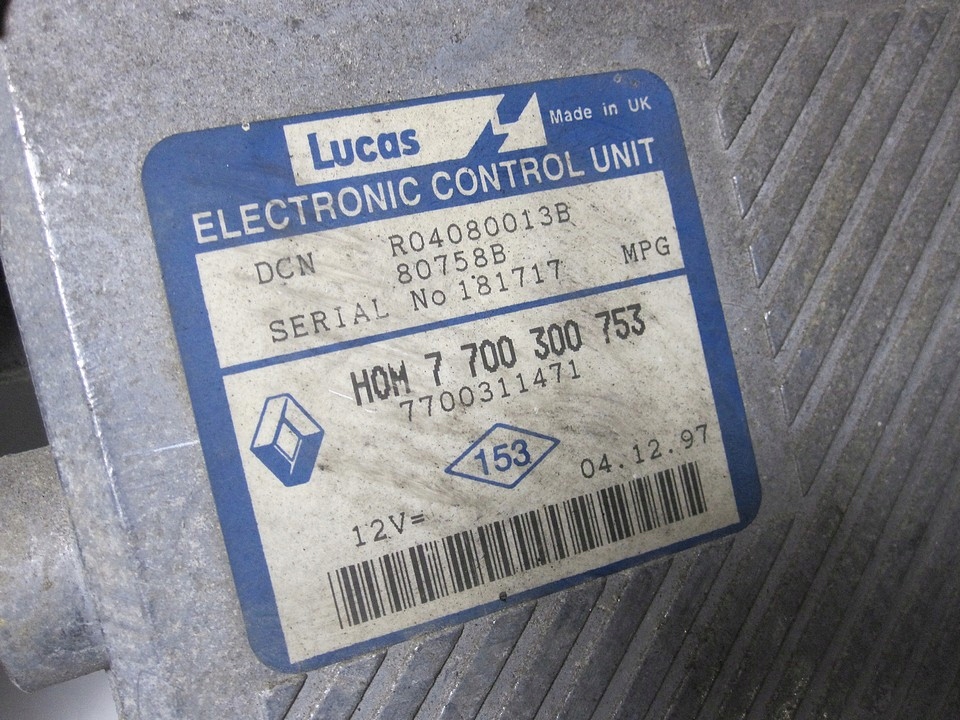 Lucas
Made in UK
ELECTRONIC CONTROL UNIT
DCN R04080013B
80758B MPG
SERIAL No 181717
HOM 7 700 300 753
7700311471
153
04.12.97
12V=